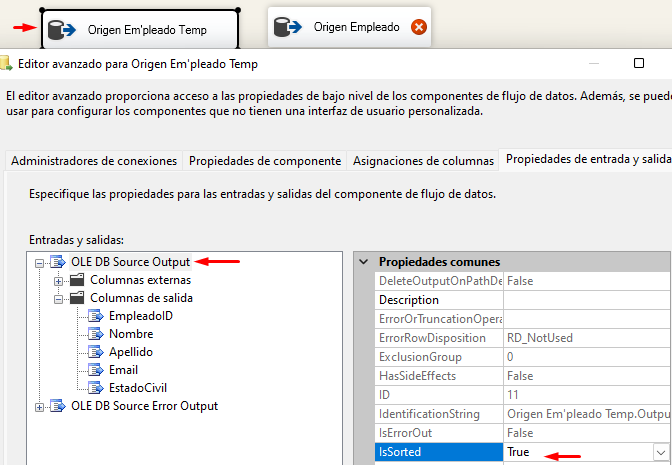 Origen Em'pleado Temp
Origen Empleado
Editor avanzado para Origen Em'pleado Temp
El editor avanzado proporciona acceso a las propiedades de bajo nivel de los componentes de flujo de datos. Además, se puede
usar para configurar los componentes que no tienen una interfaz de usuario personalizada.
Administradores de conexiones
Propiedades de componente
Asignaciones de columnas
Propiedades de entrada y salida
Especifique las propiedades para las entradas y salidas del componente de flujo de datos.
Entradas y salidas:
OLE DB Source Output
Columnas externas
Columnas de salida
EmpleadoID
Nombre
Apellido
Email
EstadoCivil
OLE DB Source Error Output
Propiedades comunes
DeleteOutputOnPathDe False
Description
ErrorOrTruncationOpera
ErrorRowDisposition RD_NotUsed
ExclusionGroup 0
HasSideEffects False
ID 11
IdentificationString Origen Em'pleado Temp.Outpu
IsErrorOut False
IsSorted True